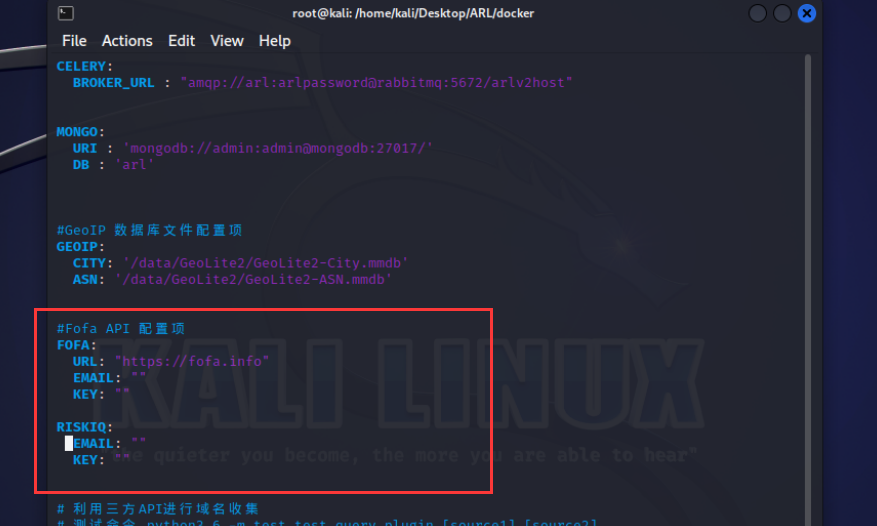 root@kali: /home/kali/Desktop/ARL/docker
File Actions Edit View Help
CELERY:
  BROKER_URL : "amqp://arl:arlpassword@rabbitmq:5672/arlv2host"
MONGO:
  URI : 'mongodb://admin:admin@mongodb:27017/'
  DB : 'arl'
#GeoIP 数据库文件配置项
GEOIP:
  CITY: '/data/GeoLite2/GeoLite2-City.mmdb'
  ASN: '/data/GeoLite2/GeoLite2-ASN.mmdb'
#Fofa API 配置项
FOFA:
  URL: "https://fofa.info"
  EMAIL: ""
  KEY: ""
KALI LINUX
RISKIQ:
  EMAIL: ""
"the quieter you become, the more you are able to hear"
  KEY: ""
# 利用三方API进行域名收集
# 测试命令 python3.6 -m test.test_query_plugin [source1] [source2]